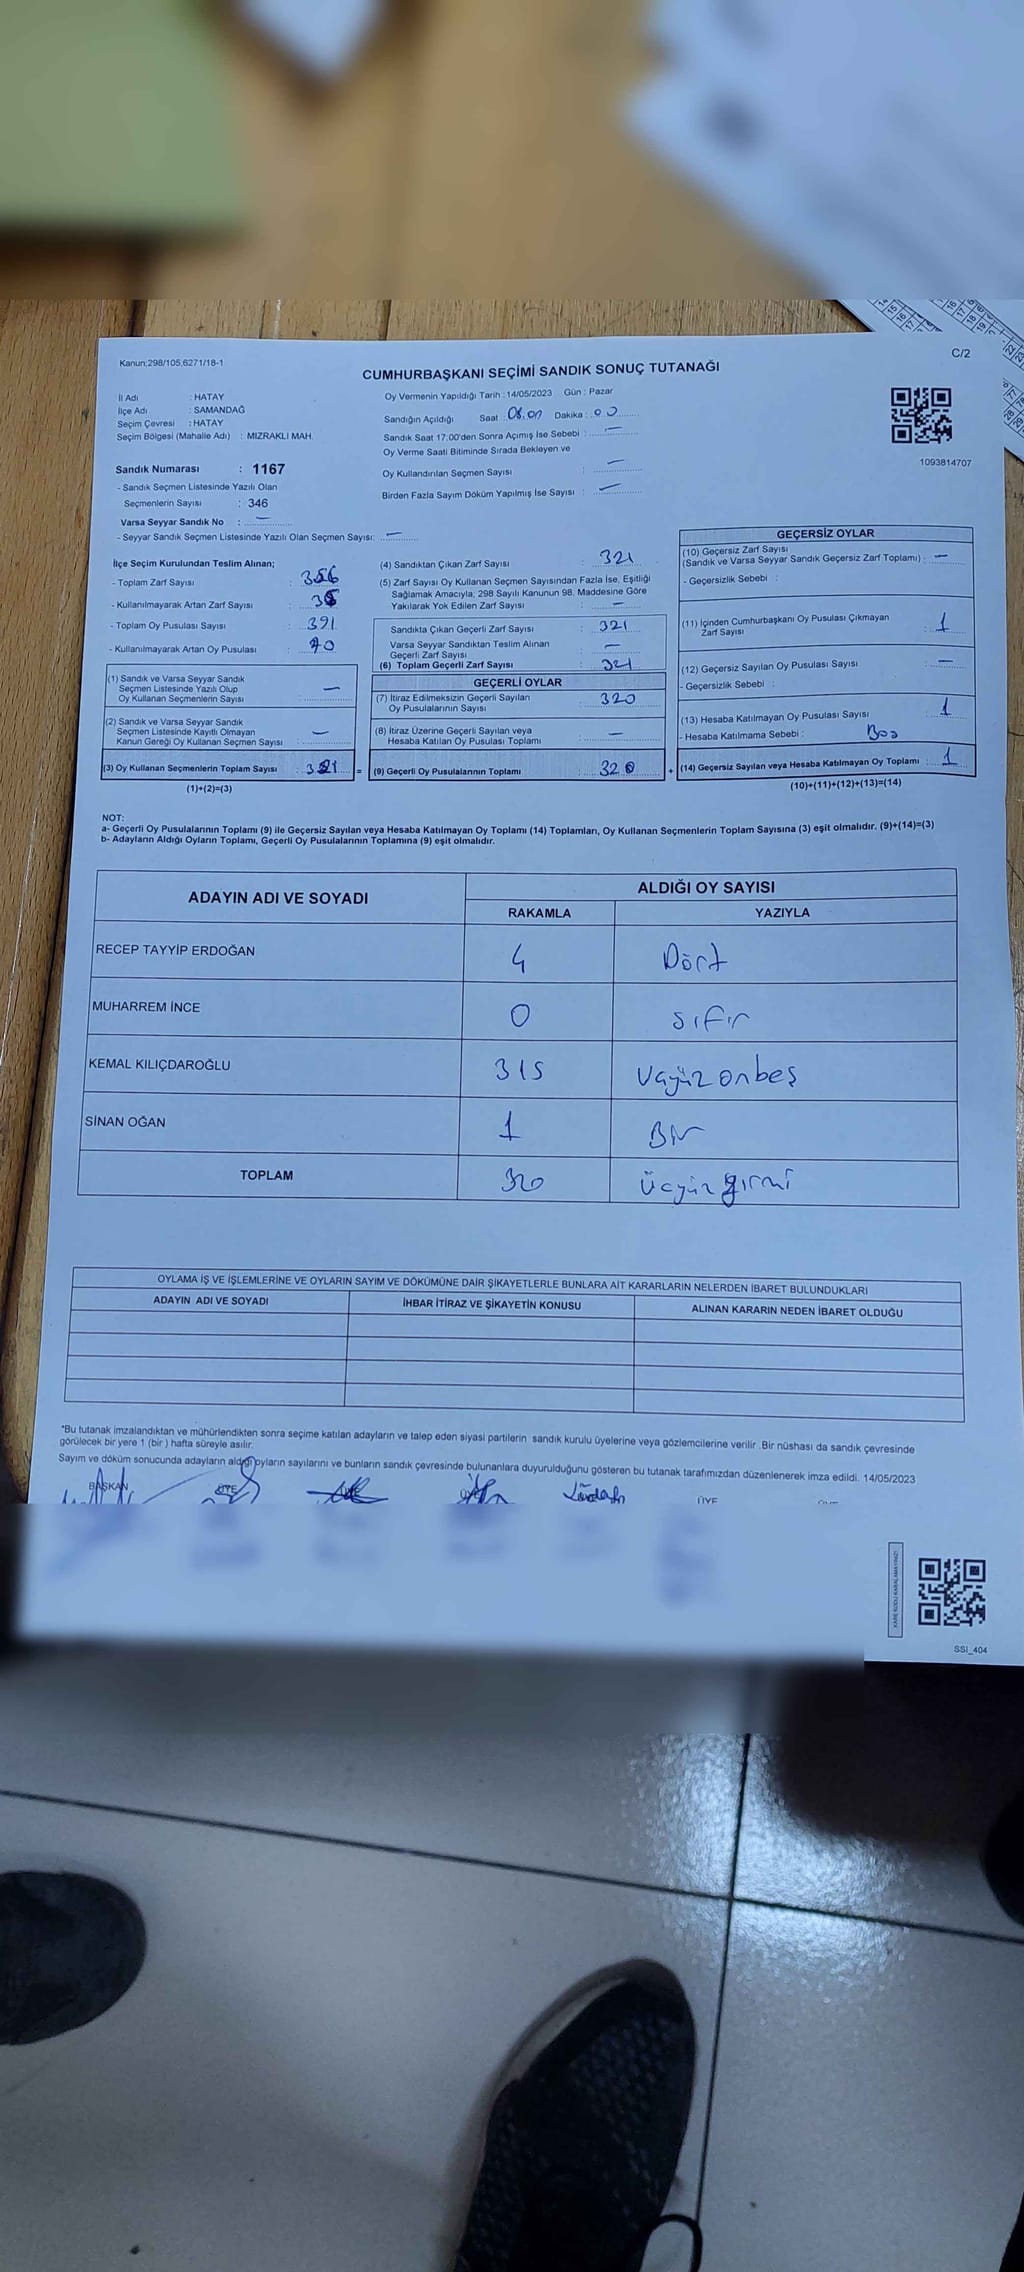 Kanun:298/105,6271/18-1
C/2
CUMHURBAŞKANI SEÇİMİ SANDIK SONUÇ TUTANAĞI
İl Adı : HATAY
İlçe Adı : SAMANDAĞ
Seçim Çevresi : HATAY
Seçim Bölgesi (Mahalle Adı) : MIZRAKLI MAH.
Sandık Numarası : 1167
- Sandık Seçmen Listesinde Yazılı Olan
Seçmenlerin Sayısı : 346
Varsa Seyyar Sandık No : —
- Seyyar Sandık Seçmen Listesinde Yazılı Olan Seçmen Sayısı: —
Oy Vermenin Yapıldığı Tarih : 14/05/2023 Gün : Pazar
Sandığın Açıldığı Saat : 08.00 Dakika : 00
Sandık Saat 17:00'den Sonra Açımış İse Sebebi : —
Oy Verme Saati Bitiminde Sırada Bekleyen ve
Oy Kullandırılan Seçmen Sayısı : —
Birden Fazla Sayım Döküm Yapılmış İse Sayısı : —
1093814707
İlçe Seçim Kurulundan Teslim Alınan;
- Toplam Zarf Sayısı : 356
- Kullanılmayarak Artan Zarf Sayısı : 35
- Toplam Oy Pusulası Sayısı : 391
- Kullanılmayarak Artan Oy Pusulası : 70
(1) Sandık ve Varsa Seyyar Sandık
Seçmen Listesinde Yazılı Olup
Oy Kullanan Seçmenlerin Sayısı : —
(2) Sandık ve Varsa Seyyar Sandık
Seçmen Listesinde Kayıtlı Olmayan
Kanun Gereği Oy Kullanan Seçmen Sayısı : —
(3) Oy Kullanan Seçmenlerin Toplam Sayısı : 321 =
(1)+(2)=(3)
(4) Sandıktan Çıkan Zarf Sayısı : 321
(5) Zarf Sayısı Oy Kullanan Seçmen Sayısından Fazla İse, Eşitliği
Sağlamak Amacıyla, 298 Sayılı Kanunun 98. Maddesine Göre
Yakılarak Yok Edilen Zarf Sayısı : —
Sandıkta Çıkan Geçerli Zarf Sayısı : 321
Varsa Seyyar Sandıktan Teslim Alınan
Geçerli Zarf Sayısı : —
(6) Toplam Geçerli Zarf Sayısı : 321
GEÇERLİ OYLAR
(7) İtiraz Edilmeksizin Geçerli Sayılan
Oy Pusulalarının Sayısı : 320
(8) İtiraz Üzerine Geçerli Sayılan veya
Hesaba Katılan Oy Pusulası Toplamı : —
(9) Geçerli Oy Pusulalarının Toplamı : 320 +
GEÇERSİZ OYLAR
(10) Geçersiz Zarf Sayısı
(Sandık ve Varsa Seyyar Sandık Geçersiz Zarf Toplamı) : —
- Geçersizlik Sebebi :
(11) İçinden Cumhurbaşkanı Oy Pusulası Çıkmayan
Zarf Sayısı : 1
(12) Geçersiz Sayılan Oy Pusulası Sayısı : —
- Geçersizlik Sebebi :
(13) Hesaba Katılmayan Oy Pusulası Sayısı : 1
- Hesaba Katılmama Sebebi : Boş
(14) Geçersiz Sayılan veya Hesaba Katılmayan Oy Toplamı : 1
(10)+(11)+(12)+(13)=(14)
NOT:
a- Geçerli Oy Pusulalarının Toplamı (9) ile Geçersiz Sayılan veya Hesaba Katılmayan Oy Toplamı (14) Toplamları, Oy Kullanan Seçmenlerin Toplam Sayısına (3) eşit olmalıdır. (9)+(14)=(3)
b- Adayların Aldığı Oyların Toplamı, Geçerli Oy Pusulalarının Toplamına (9) eşit olmalıdır.
ADAYIN ADI VE SOYADI ALDIĞI OY SAYISI
RAKAMLA YAZIYLA
RECEP TAYYİP ERDOĞAN 4 Dört
MUHARREM İNCE 0 sıfır
KEMAL KILIÇDAROĞLU 315 onbeş
SİNAN OĞAN 1 Bir
TOPLAM 320 Üçyüz yirmi
OYLAMA İŞ VE İŞLEMLERİNE VE OYLARIN SAYIM VE DÖKÜMÜNE DAİR ŞİKAYETLERLE BUNLARA AİT KARARLARIN NELERDEN İBARET BULUNDUKLARI
ADAYIN ADI VE SOYADI İHBAR İTİRAZ VE ŞİKAYETİN KONUSU ALINAN KARARIN NEDEN İBARET OLDUĞU
*Bu tutanak imzalandıktan ve mühürlendikten sonra seçime katılan adayların ve talep eden siyasi partilerin sandık kurulu üyelerine veya gözlemcilerine verilir .Bir nüshası da sandık çevresinde
görülecek bir yere 1 (bir ) hafta süreyle asılır.
Sayım ve döküm sonucunda adayların aldığı oyların sayılarını ve bunların sandık çevresinde bulunanlara duyurulduğunu gösteren bu tutanak tarafımızdan düzenlenerek imza edildi. 14/05/2023
BAŞKAN ÜYE ÜYE ÜYE
KARE KODU KARALAMAYINIZ!
SSİ_404